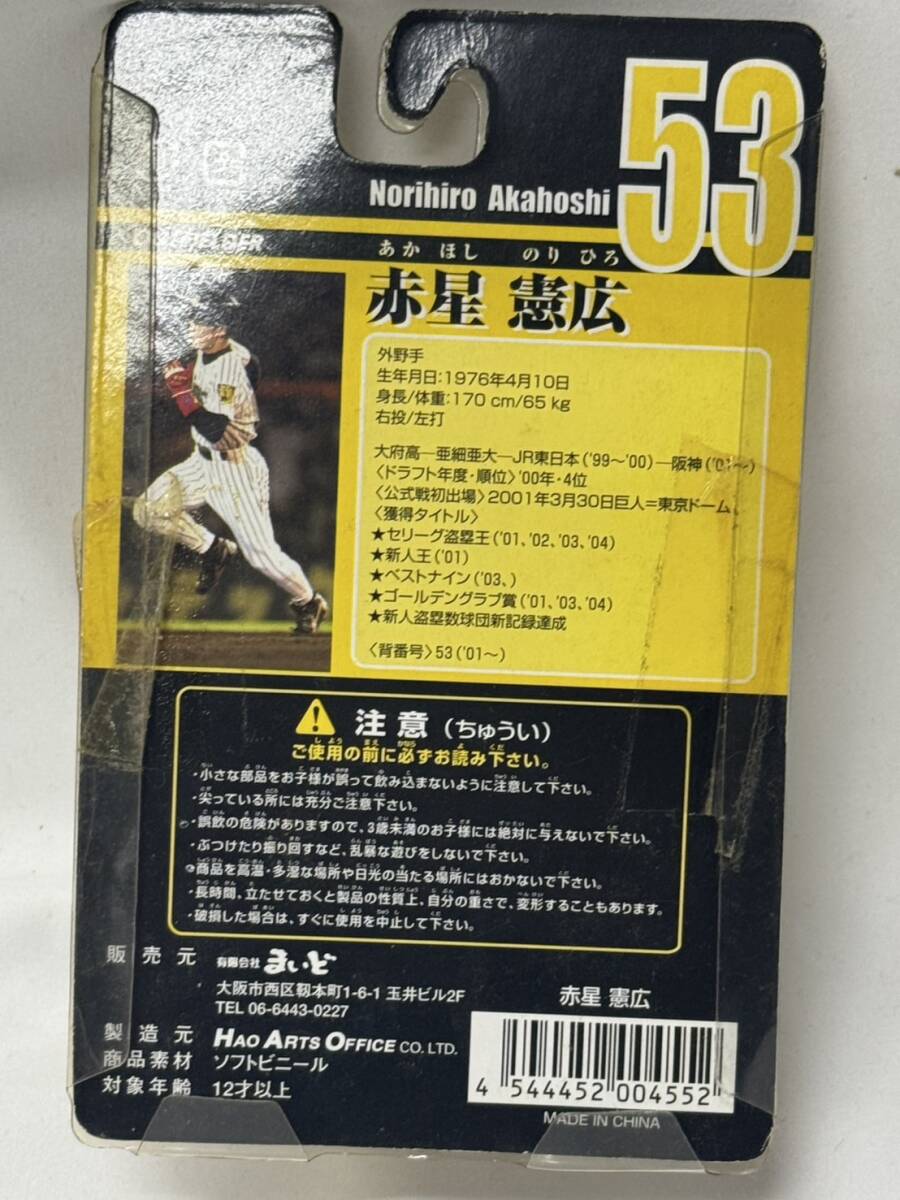 53
Norihiro Akahoshi
あか ほし のり ひろ
赤星 憲広
外野手
生年月日:1976年4月10日
身長/体重:170 cm/65 kg
右投/左打
大府高─亜細亜大─JR東日本('99〜'00)─阪神('01〜)
〈ドラフト年度・順位〉'00年・4位
〈公式戦初出場〉2001年3月30日巨人=東京ドーム
〈獲得タイトル〉
★セリーグ盗塁王('01、'02、'03、'04)
★新人王('01)
★ベストナイン('03、)
★ゴールデングラブ賞('01、'03、'04)
★新人盗塁数球団新記録達成
〈背番号〉53('01〜)
注意(ちゅうい)
ご使用の前に必ずお読み下さい。
・小さな部品をお子様が誤って飲み込まないように注意して下さい。
・尖っている所には充分ご注意下さい。
・誤飲の危険がありますので、3歳未満のお子様には絶対に与えないで下さい。
・ぶつけたり振り回すなど、乱暴な遊びをしないで下さい。
・商品を高温・多湿な場所や日光の当たる場所にはおかないで下さい。
・長時間、立たせておくと製品の性質上、自分の重さで、変形することもあります。
・破損した場合は、すぐに使用を中止して下さい。
販売元 有限会社 まいど
大阪市西区靱本町1-6-1 玉井ビル2F
TEL 06-6443-0227
製造元 HAO ARTS OFFICE CO. LTD.
商品素材 ソフトビニール
対象年齢 12才以上
赤星 憲広
4 544452 004552
MADE IN CHINA